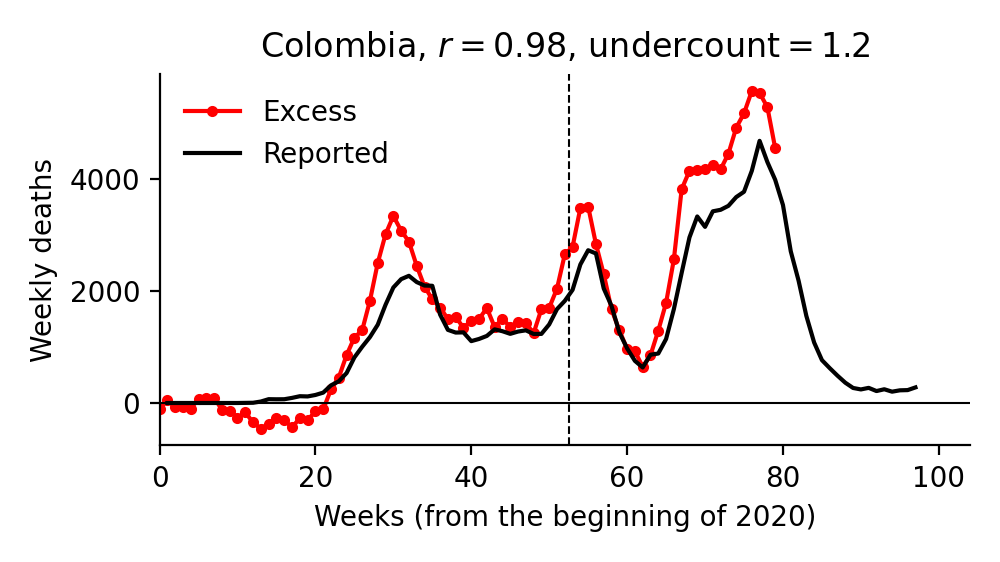 Colombia, r = 0.98, undercount = 1.2
Excess
Reported
Weekly deaths
4000
2000
0
0 20 40 60 80 100
Weeks (from the beginning of 2020)